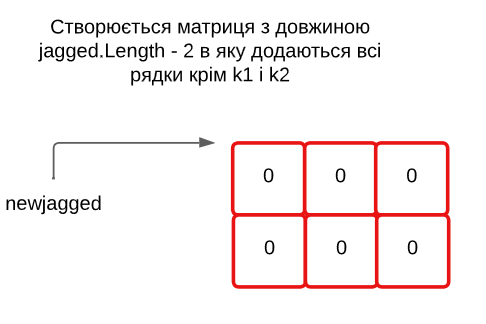 Створюється матриця з довжиною
jagged.Length - 2 в яку додаються всі
рядки крім k1 і k2
0 0 0
newjagged
0 0 0